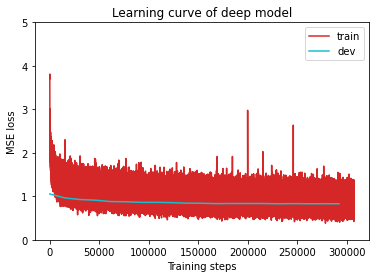 Learning curve of deep model
train
dev
MSE loss
5
4
3
2
1
0
0 50000 100000 150000 200000 250000 300000
Training steps